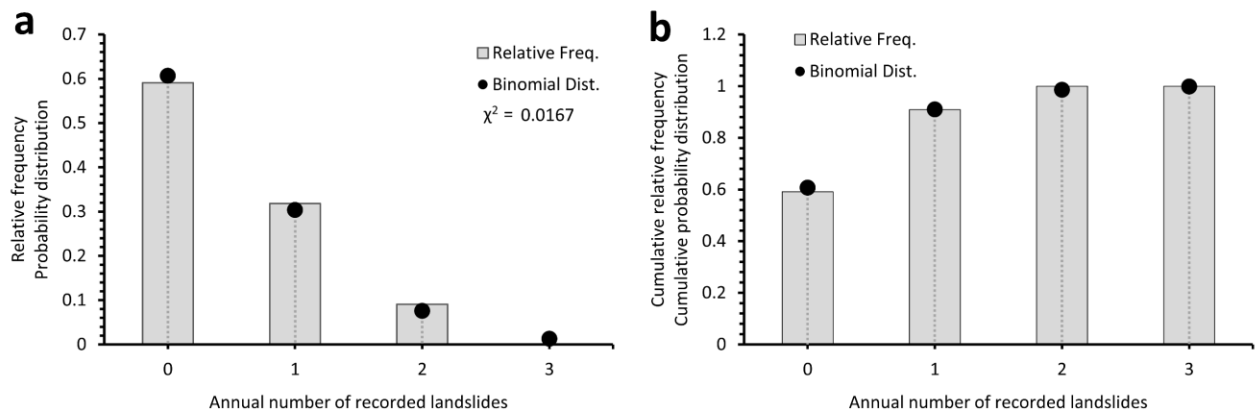 a
0.7
0.6
0.5
0.4
0.3
0.2
0.1
0
Relative frequency
Probability distribution
Relative Freq.
Binomial Dist.
χ² = 0.0167
0 1 2 3
Annual number of recorded landslides
b
1.2
1
0.8
0.6
0.4
0.2
0
Cumulative relative frequency
Cumulative probability distribution
Relative Freq.
Binomial Dist.
0 1 2 3
Annual number of recorded landslides